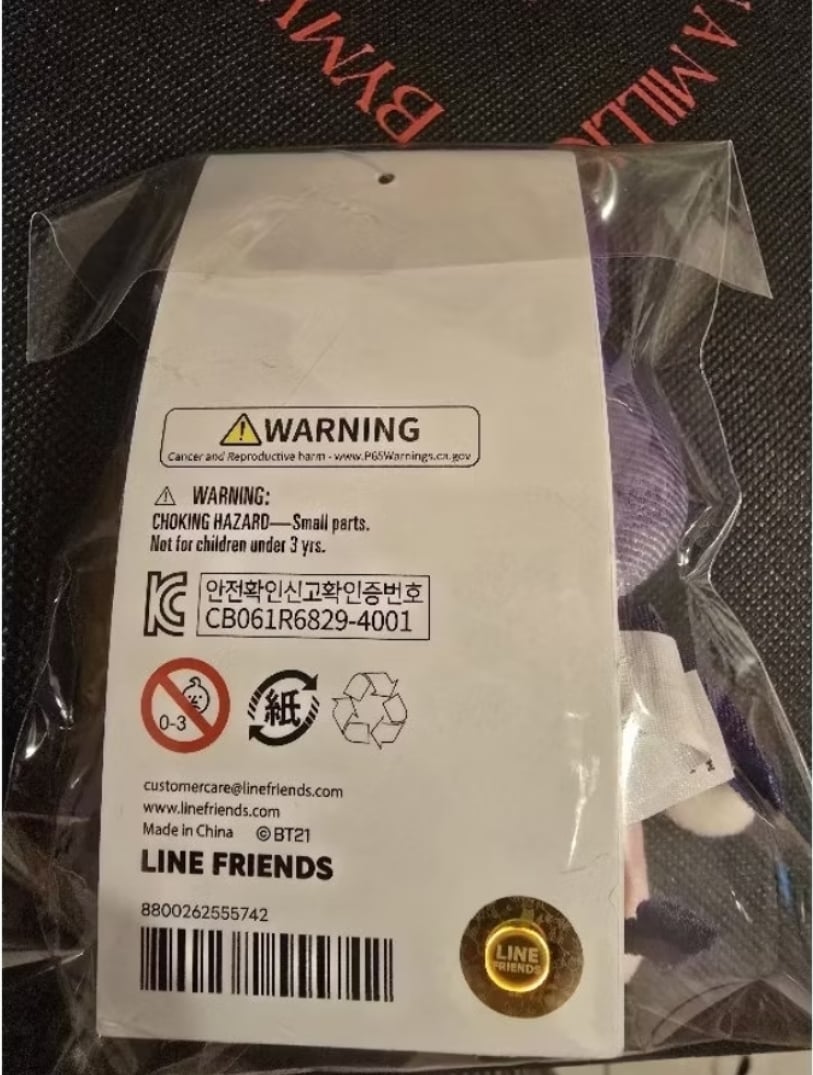 BYMY
A MILLI
⚠WARNING
Cancer and Reproductive harm - www.P65Warnings.ca.gov
⚠ WARNING:
CHOKING HAZARD—Small parts.
Not for children under 3 yrs.
안전확인신고확인증번호
CB061R6829-4001
0-3
紙
customercare@linefriends.com
www.linefriends.com
Made in China ©BT21
LINE FRIENDS
8800262555742
LINE
FRIENDS